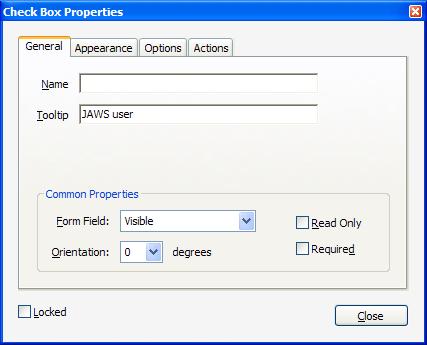 Check Box Properties
General Appearance Options Actions
Name
Tooltip JAWS user
Common Properties
Form Field: Visible Read Only
Orientation: 0 degrees Required
Locked Close